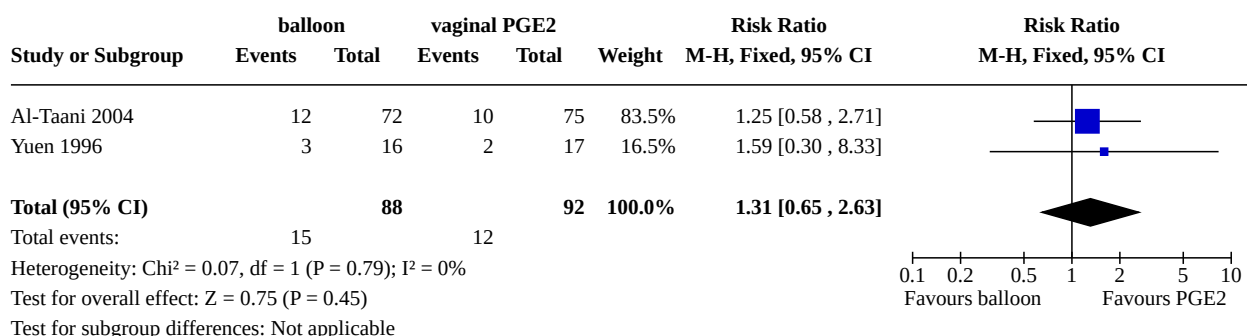 balloon vaginal PGE2 Risk Ratio Risk Ratio
Study or Subgroup Events Total Events Total Weight M-H, Fixed, 95% CI M-H, Fixed, 95% CI
Al-Taani 2004 12 72 10 75 83.5% 1.25 [0.58 , 2.71]
Yuen 1996 3 16 2 17 16.5% 1.59 [0.30 , 8.33]
Total (95% CI) 88 92 100.0% 1.31 [0.65 , 2.63]
Total events: 15 12
Heterogeneity: Chi² = 0.07, df = 1 (P = 0.79); I² = 0%
Test for overall effect: Z = 0.75 (P = 0.45)
Test for subgroup differences: Not applicable
0.1 0.2 0.5 1 2 5 10
Favours balloon Favours PGE2